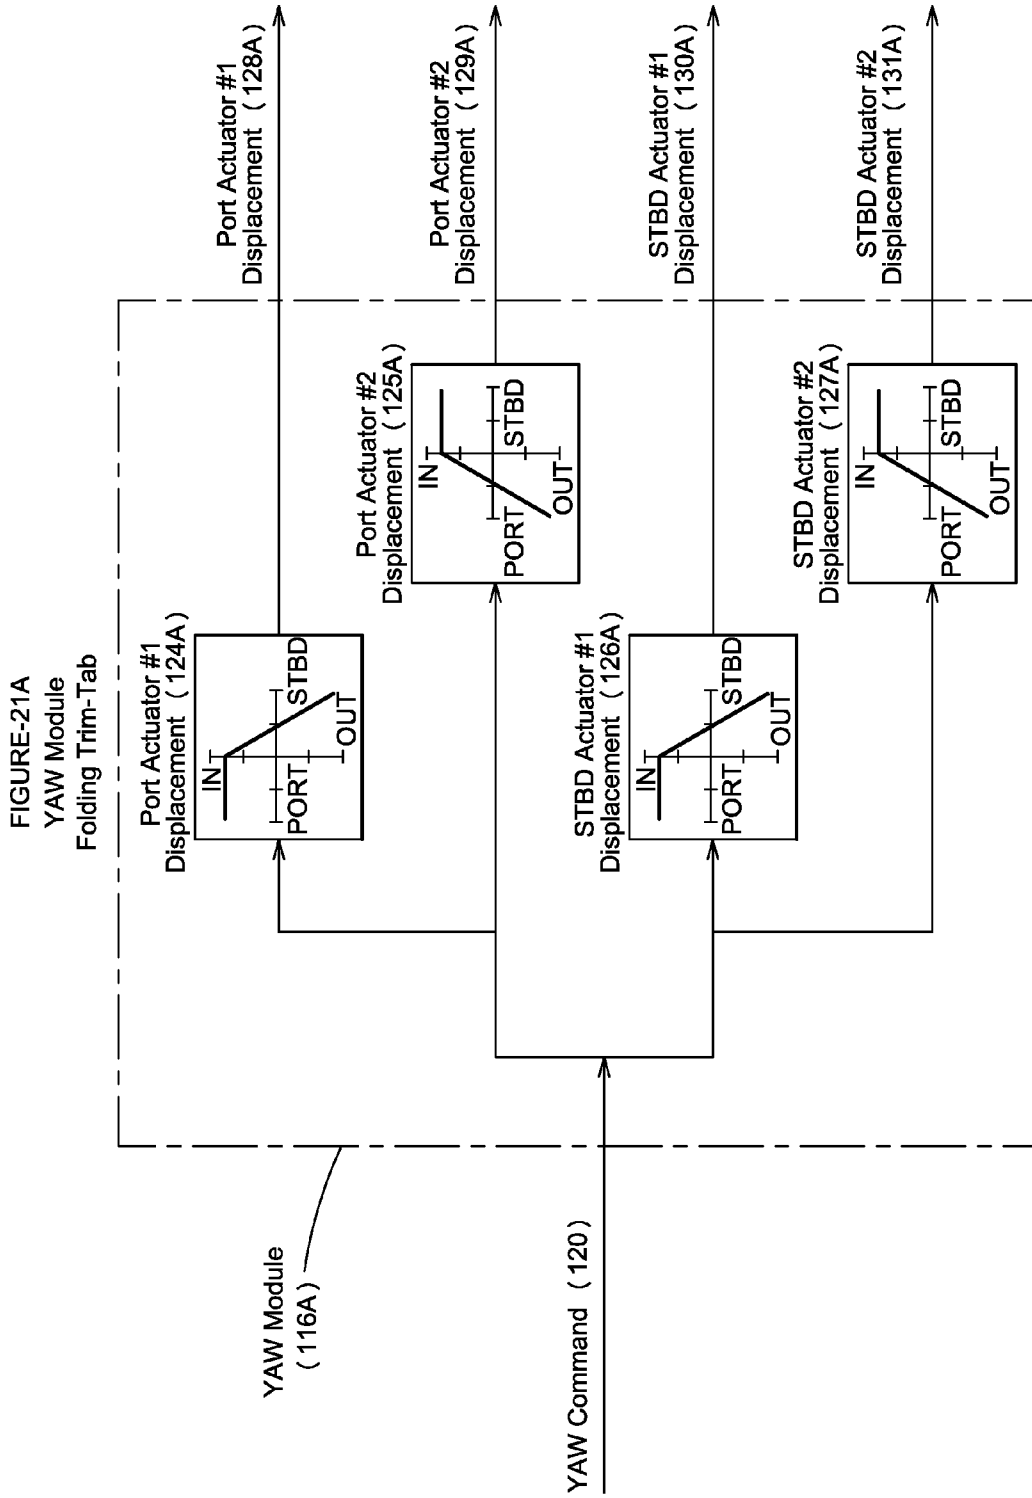 FIGURE-21A
YAW Module
Folding Trim-Tab
YAW Module
( 116A )
YAW Command ( 120 )
Port Actuator #1
Displacement ( 124A )
IN
PORT
STBD
OUT
Port Actuator #2
Displacement ( 125A )
IN
PORT
STBD
OUT
STBD Actuator #1
Displacement ( 126A )
IN
PORT
STBD
OUT
STBD Actuator #2
Displacement ( 127A )
IN
PORT
STBD
OUT
Port Actuator #1
Displacement ( 128A )
Port Actuator #2
Displacement ( 129A )
STBD Actuator #1
Displacement ( 130A )
STBD Actuator #2
Displacement ( 131A )